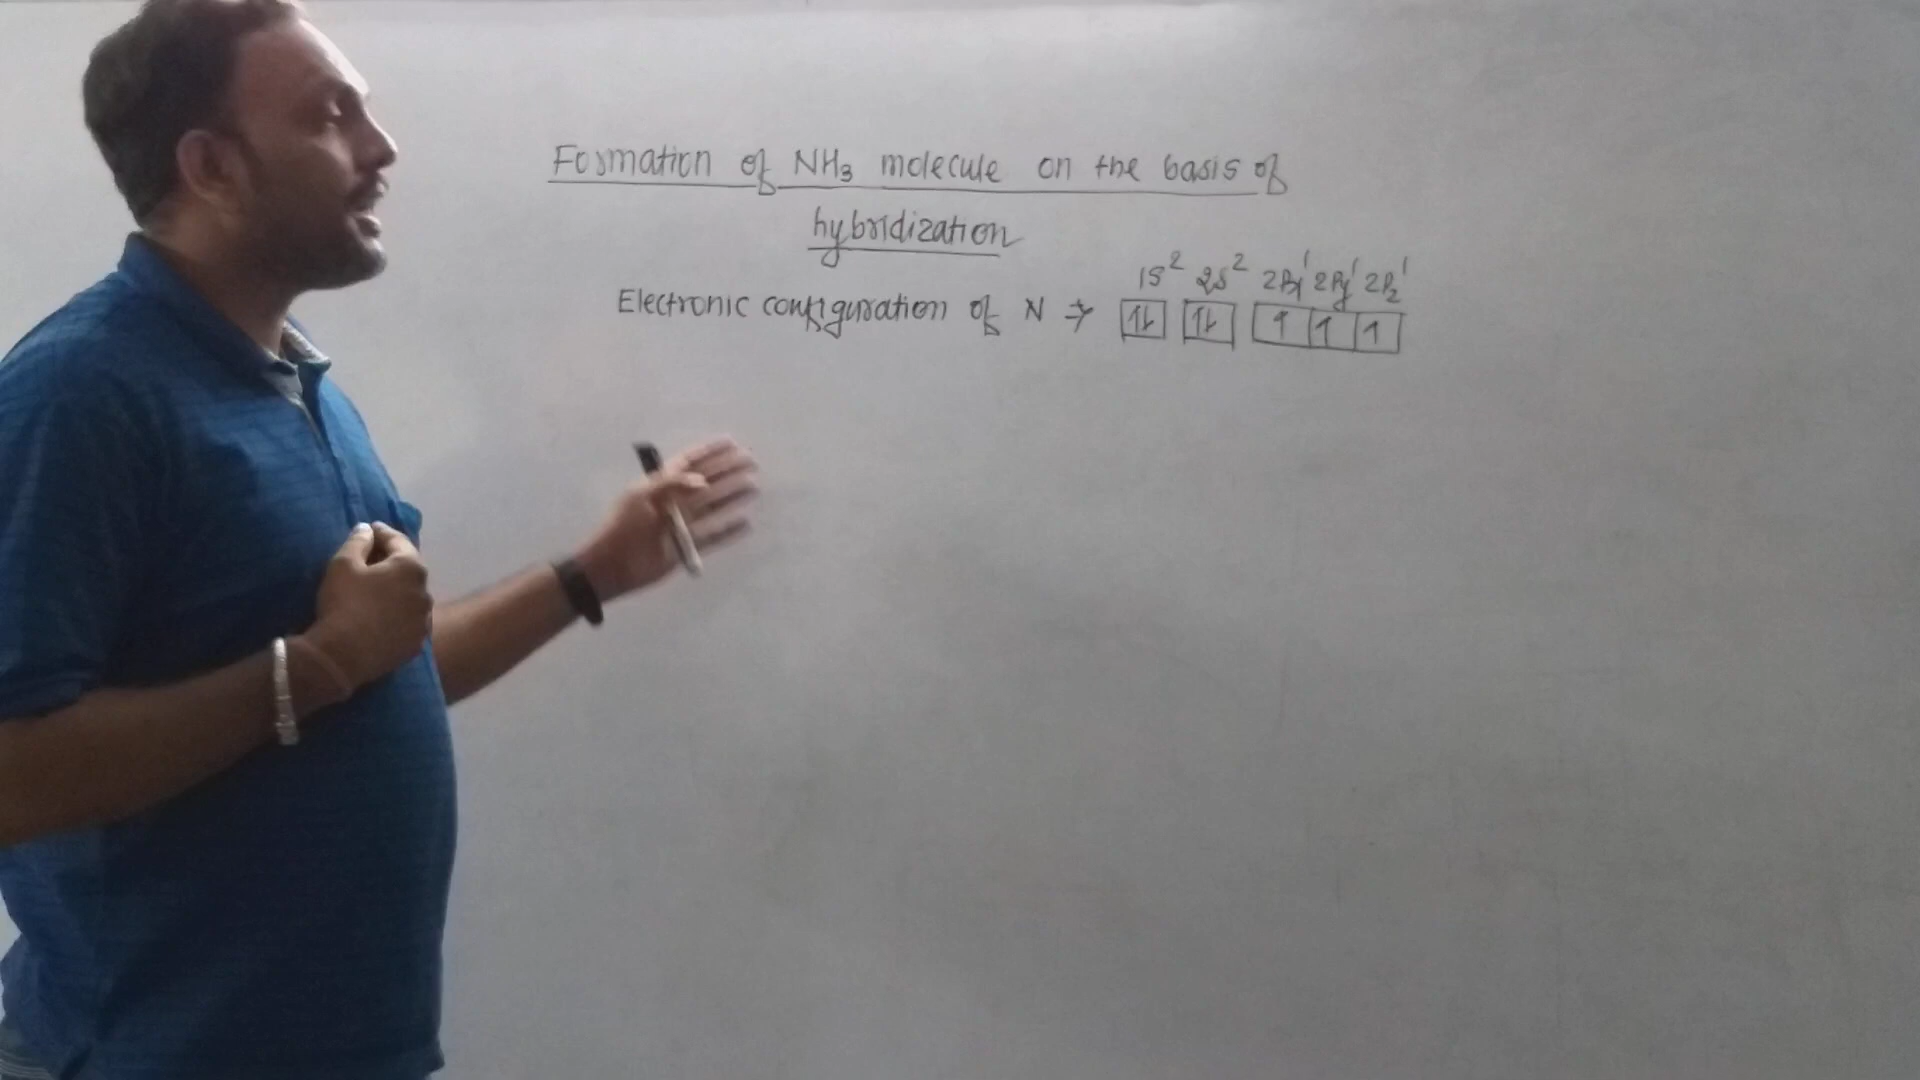 Formation of NH₃ molecule on the basis of
hybridization
1S² 2S² 2Px¹ 2Py¹ 2Pz¹
Electronic configuration of N → ↑↓ ↑↓ ↑ ↑ ↑